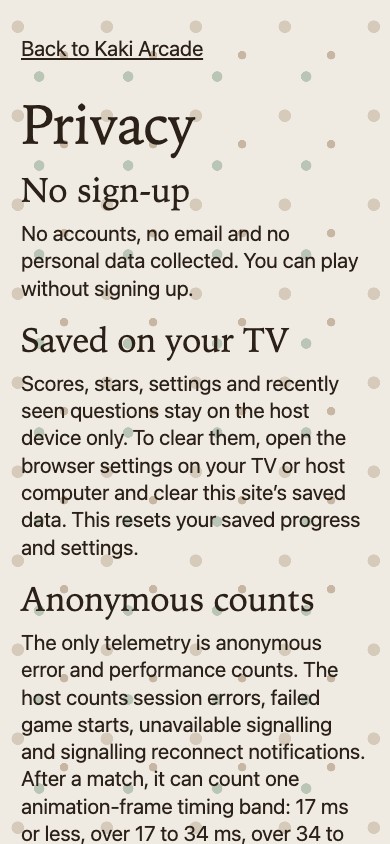 Back to Kaki Arcade
Privacy
No sign-up
No accounts, no email and no
personal data collected. You can play
without signing up.
Saved on your TV
Scores, stars, settings and recently
seen questions stay on the host
device only. To clear them, open the
browser settings on your TV or host
computer and clear this site’s saved
data. This resets your saved progress
and settings.
Anonymous counts
The only telemetry is anonymous
error and performance counts. The
host counts session errors, failed
game starts, unavailable signalling
and signalling reconnect notifications.
After a match, it can count one
animation-frame timing band: 17 ms
or less, over 17 to 34 ms, over 34 to